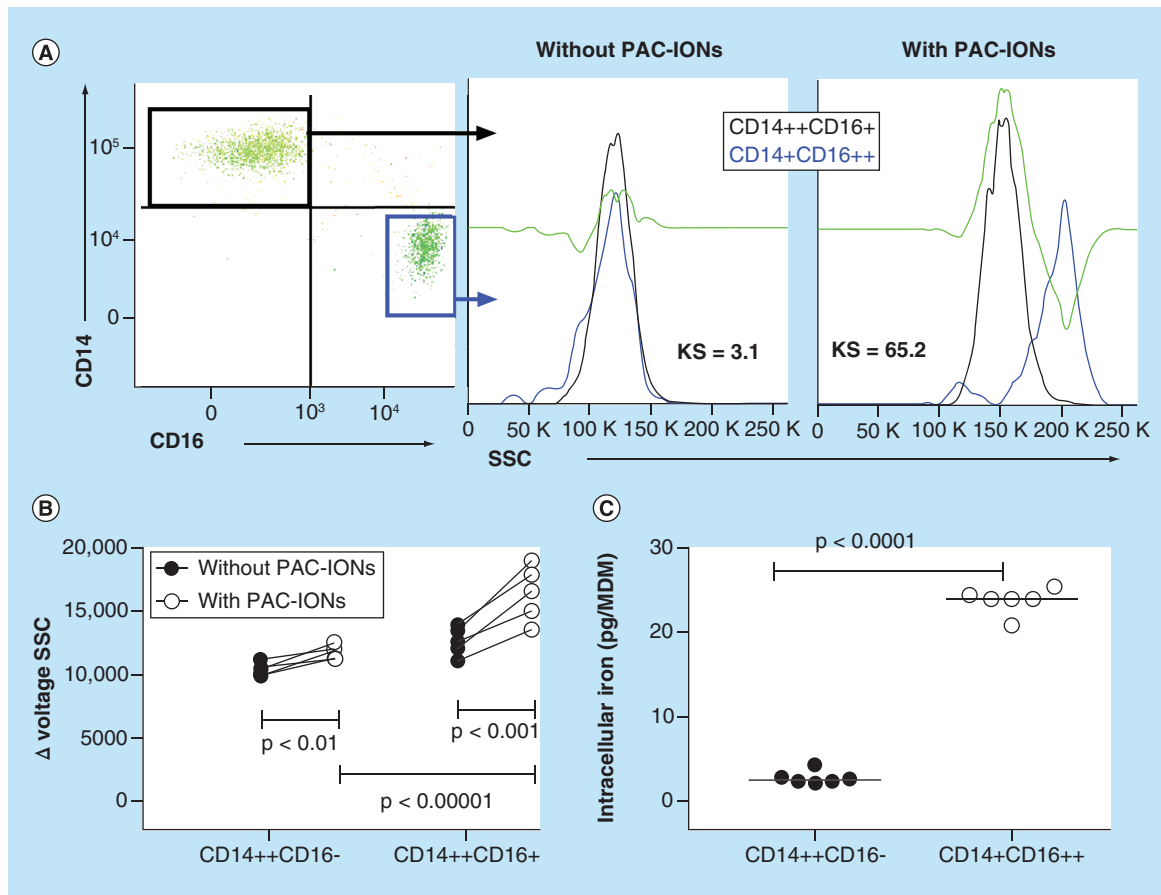 A
Without PAC-IONs
With PAC-IONs
CD14++CD16+
CD14+CD16++
10⁵
10⁴
0
CD14
0
10³
10⁴
CD16
KS = 3.1
0
50 K
100 K
150 K
200 K
250 K
KS = 65.2
0
50 K
100 K
150 K
200 K
250 K
SSC
B
20,000
15,000
10,000
5000
0
Δ voltage SSC
Without PAC-IONs
With PAC-IONs
p < 0.01
p < 0.001
p < 0.00001
CD14++CD16-
CD14++CD16+
C
30
20
10
0
Intracellular iron (pg/MDM)
p < 0.0001
CD14++CD16-
CD14+CD16++